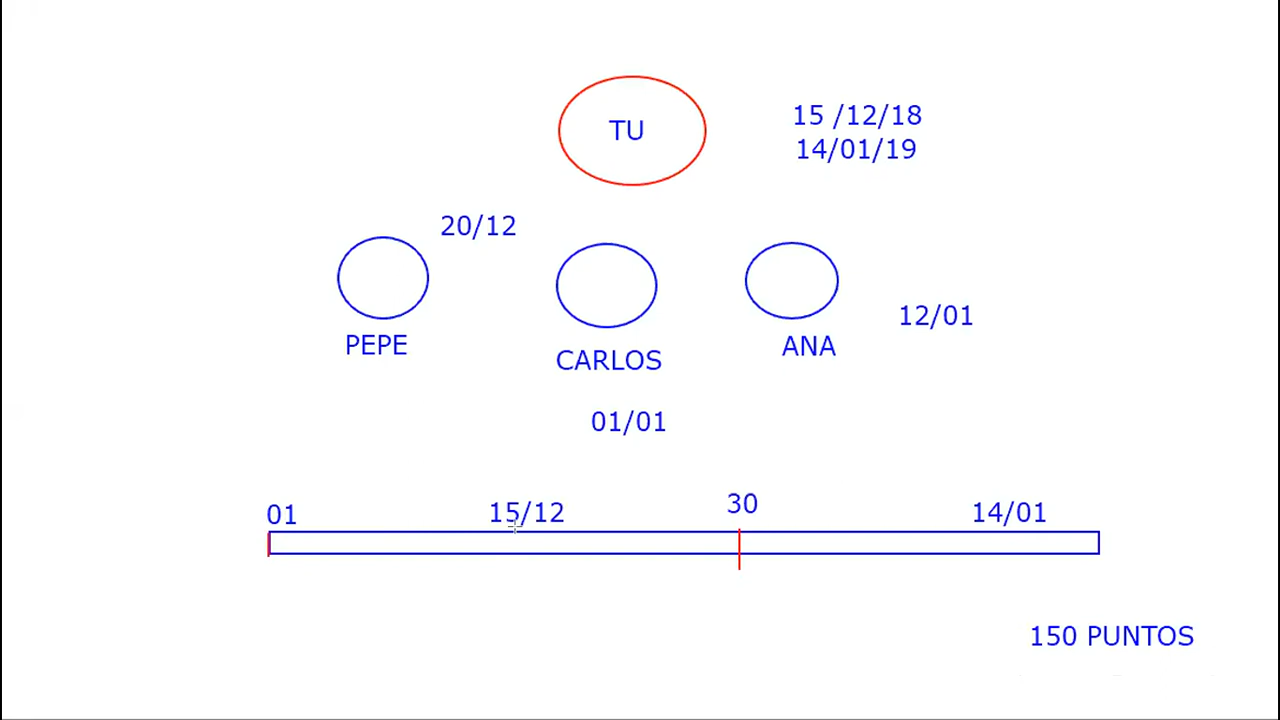 TU
15 /12/18
14/01/19
20/12
PEPE
CARLOS
ANA
12/01
01/01
01
15/12
30
14/01
150 PUNTOS